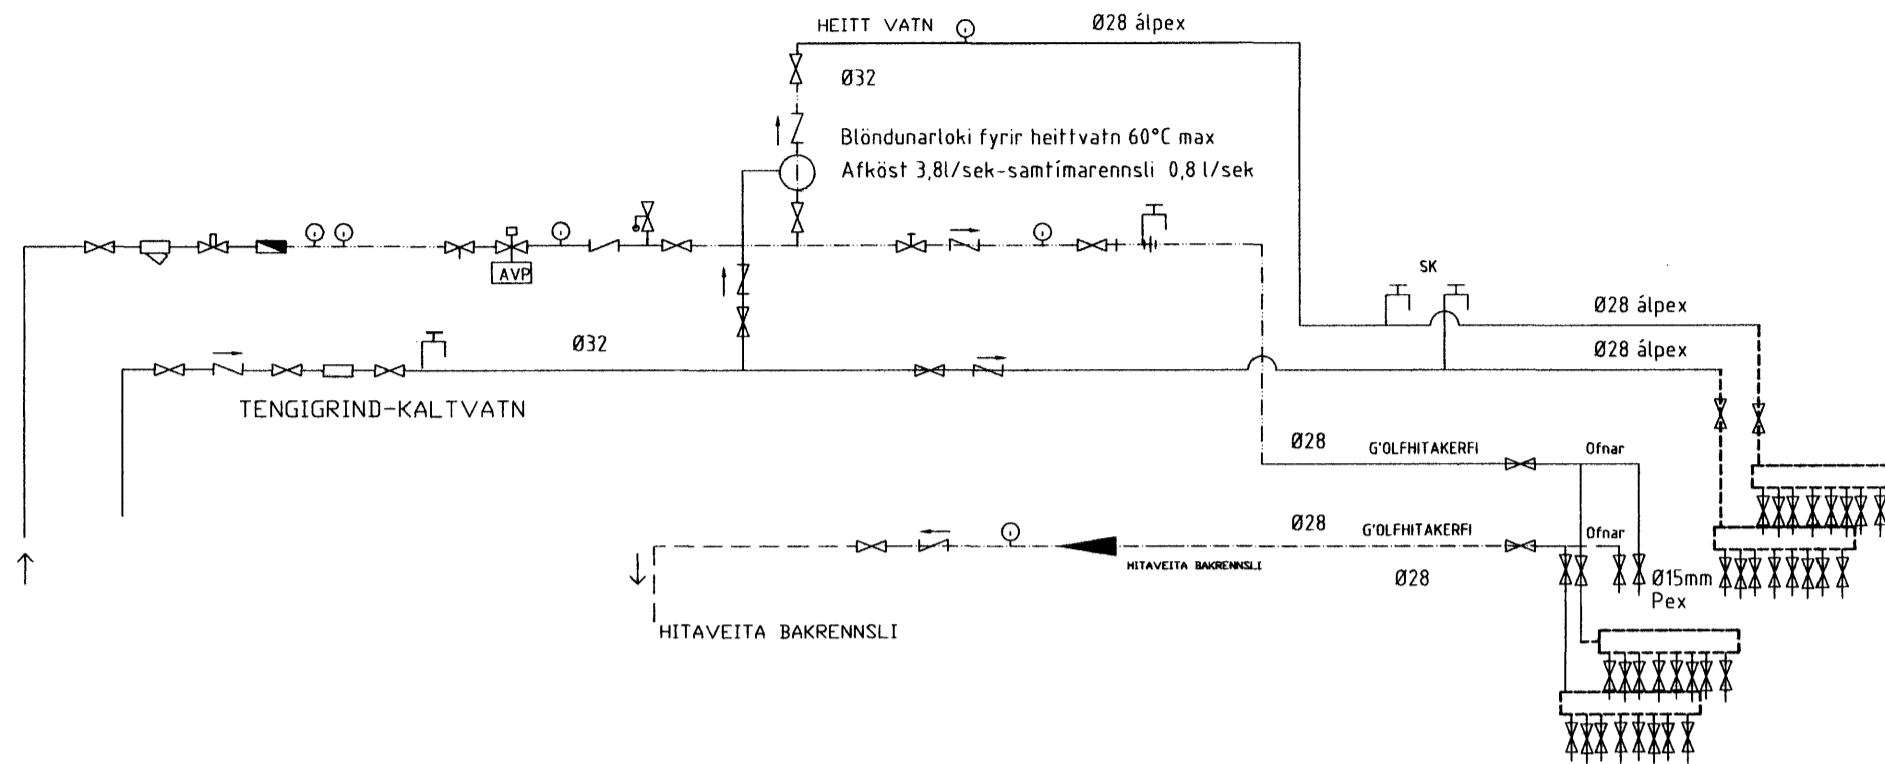 HEITT VATN
Ø28 álpex
Ø32
Blöndunarloki fyrir heittvatn 60°C max
Afköst 3,8l/sek-samtímarennsli 0,8 l/sek
AVP
SK
Ø28 álpex
Ø32
Ø28 álpex
TENGIGRIND-KALTVATN
Ø28
G'OLFHITAKERFI
Ofnar
Ø28
G'OLFHITAKERFI
Ofnar
HITAVEITA BAKRENNSLI
Ø28
Ø15mm
Pex
HITAVEITA BAKRENNSLI